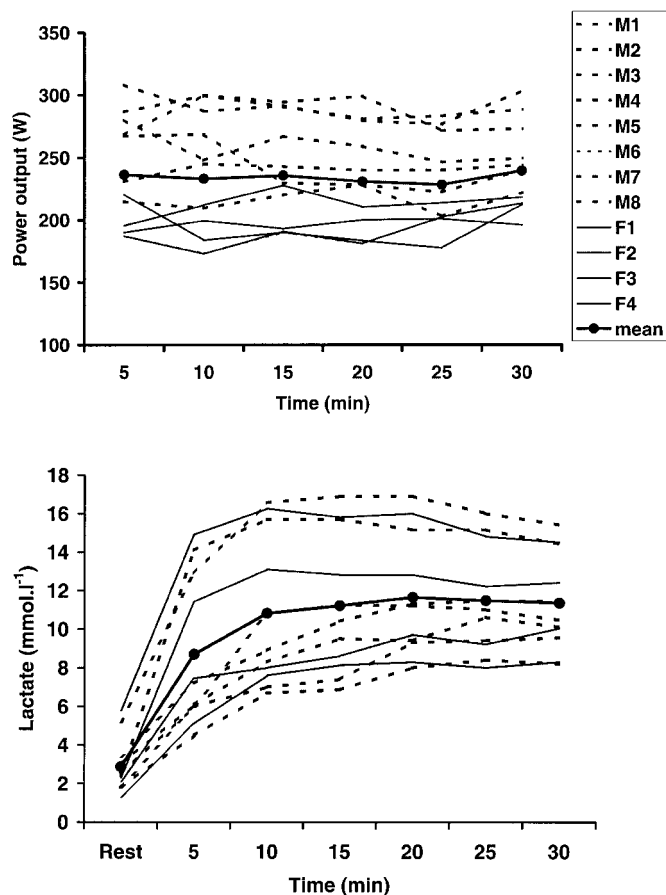 350
300
250
200
150
100
Power output (W)
5 10 15 20 25 30
Time (min)
M1
M2
M3
M4
M5
M6
M7
M8
F1
F2
F3
F4
mean
18
16
14
12
10
8
6
4
2
0
Lactate (mmol.l⁻¹)
Rest 5 10 15 20 25 30
Time (min)